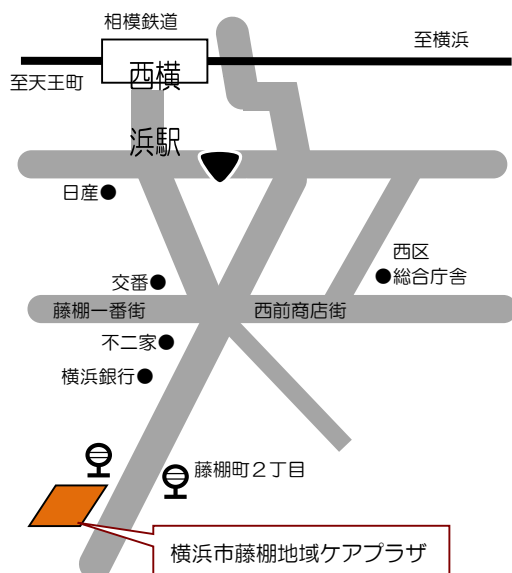 相模鉄道
至横浜
西横
浜駅
至天王町
日産●
西区
●総合庁舎
交番●
藤棚一番街
西前商店街
不二家●
横浜銀行●
藤棚町２丁目
横浜市藤棚地域ケアプラザ